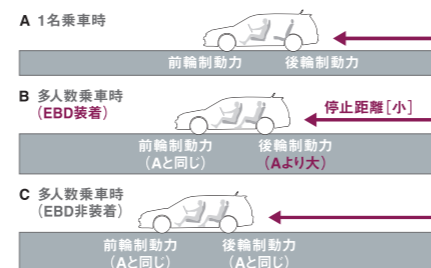 A 1名乗車時
前輪制動力 後輪制動力
B 多人数乗車時
（EBD装着）
停止距離［小］
前輪制動力 後輪制動力
（Aと同じ） （Aより大）
C 多人数乗車時
（EBD非装着）
前輪制動力 後輪制動力
（Aと同じ） （Aと同じ）